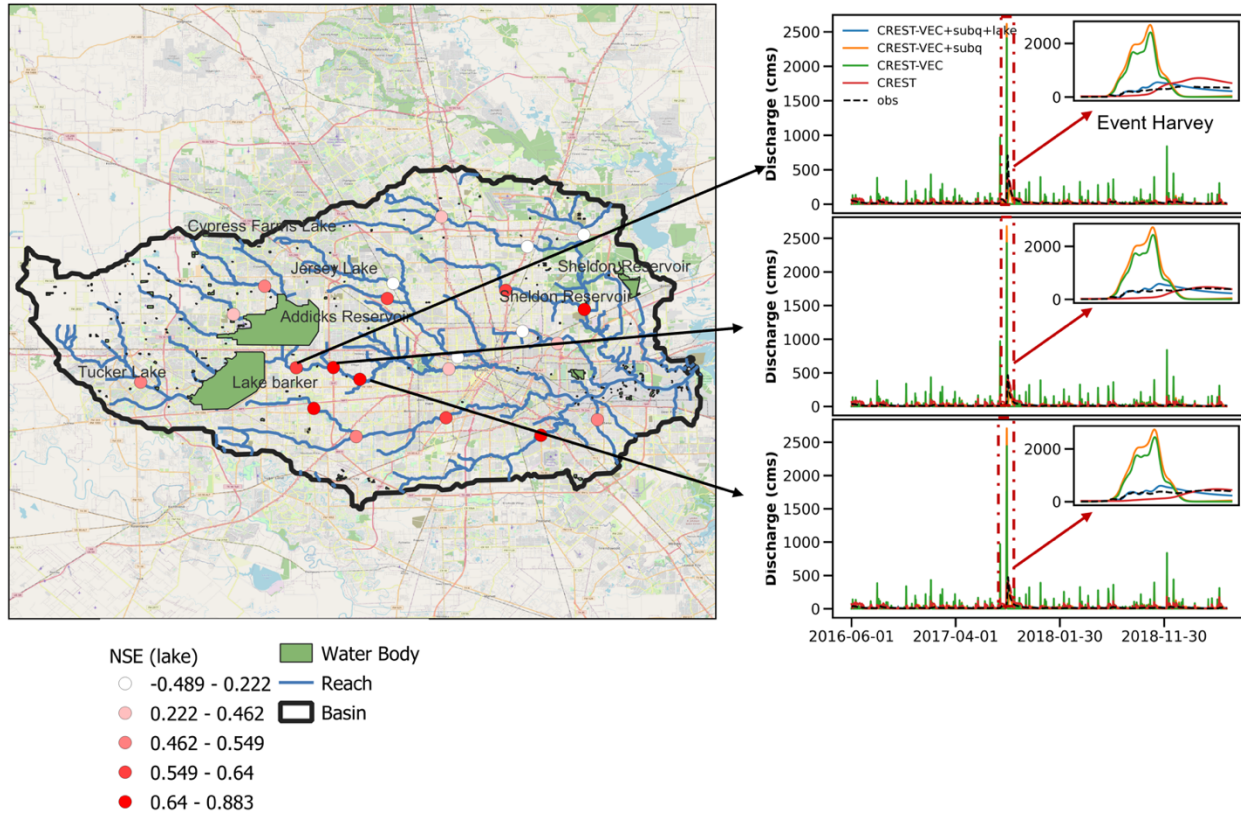 Cypress Farms Lake
Jersey Lake
Sheldon Reservoir
Sheldon Reservoir
Addicks Reservoir
Tucker Lake
Lake barker
NSE (lake)
-0.489 - 0.222
0.222 - 0.462
0.462 - 0.549
0.549 - 0.64
0.64 - 0.883
Water Body
Reach
Basin
Discharge (cms)
2500
2000
1500
1000
500
0
CREST-VEC+subq+lake
CREST-VEC+subq
CREST-VEC
CREST
obs
2000
0
Event Harvey
Discharge (cms)
2500
2000
1500
1000
500
0
2000
0
Discharge (cms)
2500
2000
1500
1000
500
0
2000
0
2016-06-01
2017-04-01
2018-01-30
2018-11-30